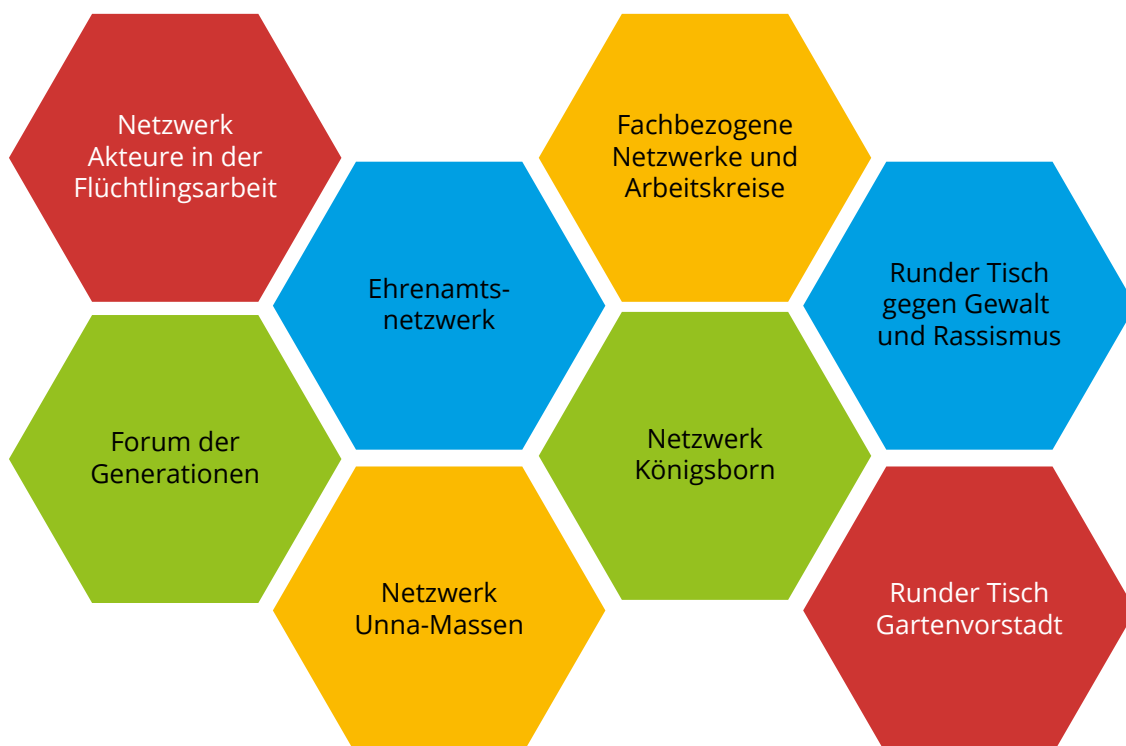 Netzwerk
Akteure in der
Flüchtlingsarbeit
Fachbezogene
Netzwerke und
Arbeitskreise
Ehrenamts-
netzwerk
Runder Tisch
gegen Gewalt
und Rassismus
Forum der
Generationen
Netzwerk
Königsborn
Netzwerk
Unna-Massen
Runder Tisch
Gartenvorstadt